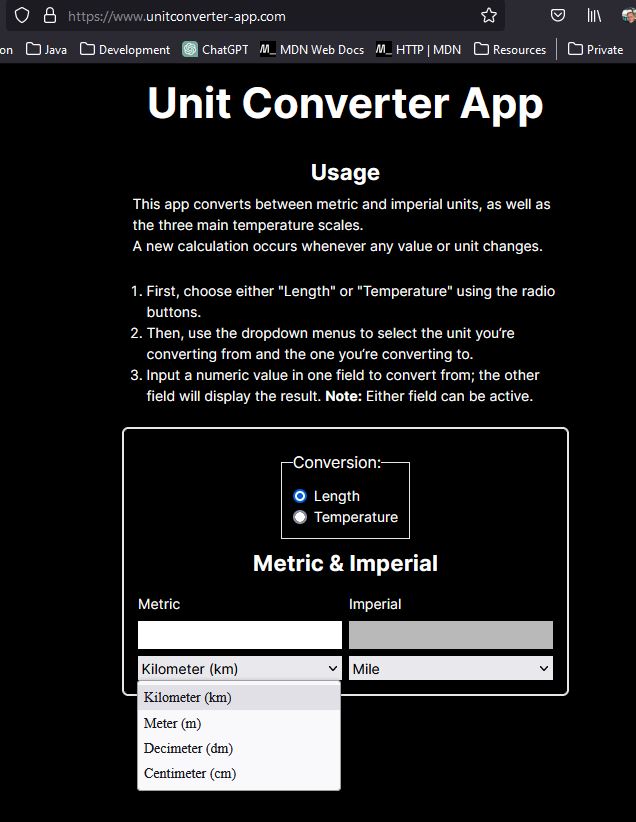 https://www.unitconverter-app.com
on Java Development ChatGPT M_ MDN Web Docs M_ HTTP | MDN Resources Private
Unit Converter App
Usage
This app converts between metric and imperial units, as well as
the three main temperature scales.
A new calculation occurs whenever any value or unit changes.
1. First, choose either "Length" or "Temperature" using the radio
buttons.
2. Then, use the dropdown menus to select the unit you’re
converting from and the one you’re converting to.
3. Input a numeric value in one field to convert from; the other
field will display the result. Note: Either field can be active.
Conversion:
Length
Temperature
Metric & Imperial
Metric Imperial
Kilometer (km) Mile
Kilometer (km)
Meter (m)
Decimeter (dm)
Centimeter (cm)